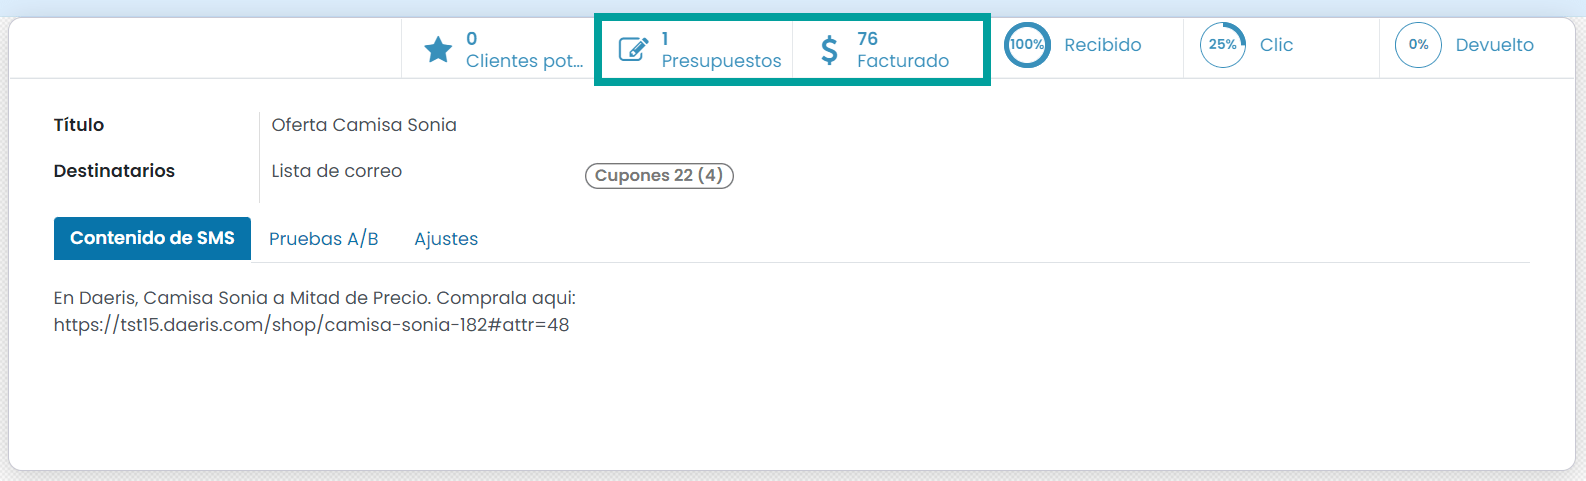 0
Clientes pot...
1
Presupuestos
76
Facturado
100%
Recibido
25%
Clic
0%
Devuelto
Título
Oferta Camisa Sonia
Destinatarios
Lista de correo
Cupones 22 (4)
Contenido de SMS
Pruebas A/B
Ajustes
En Daeris, Camisa Sonia a Mitad de Precio. Comprala aqui:
https://tst15.daeris.com/shop/camisa-sonia-182#attr=48